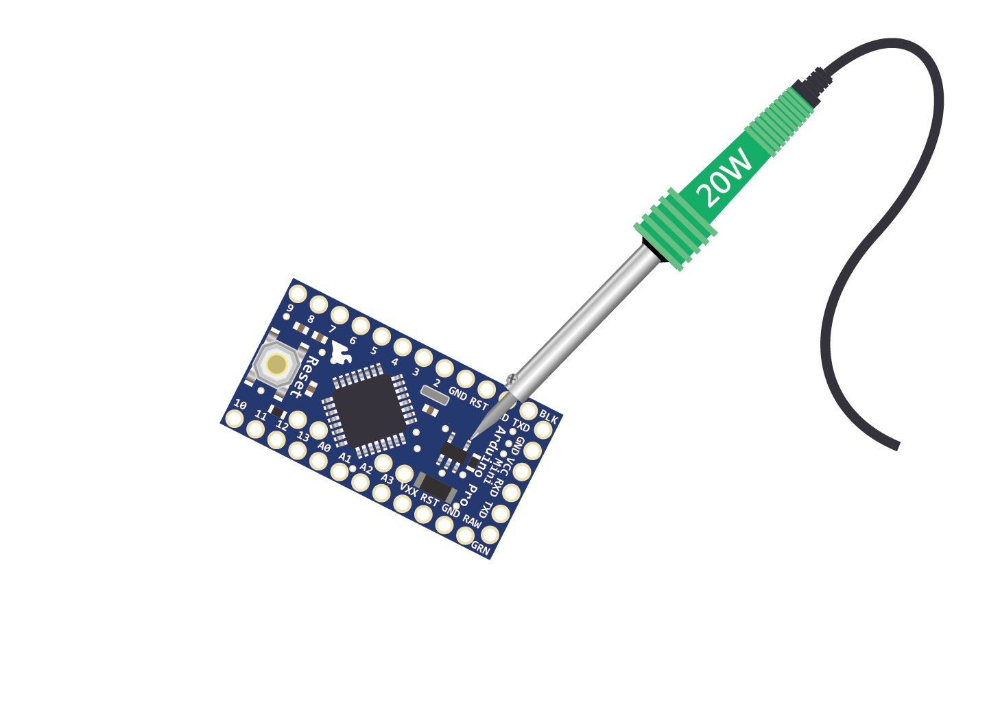 20W
9
8
7
6
5
4
3
2
GND
RST
TXD
BLK
Reset
10
11
12
13
A0
A1
A2
A3
VXX
RST
GND
RAW
GND
VCC
RXD
TXD
GRN
Arduino Pro
Mini